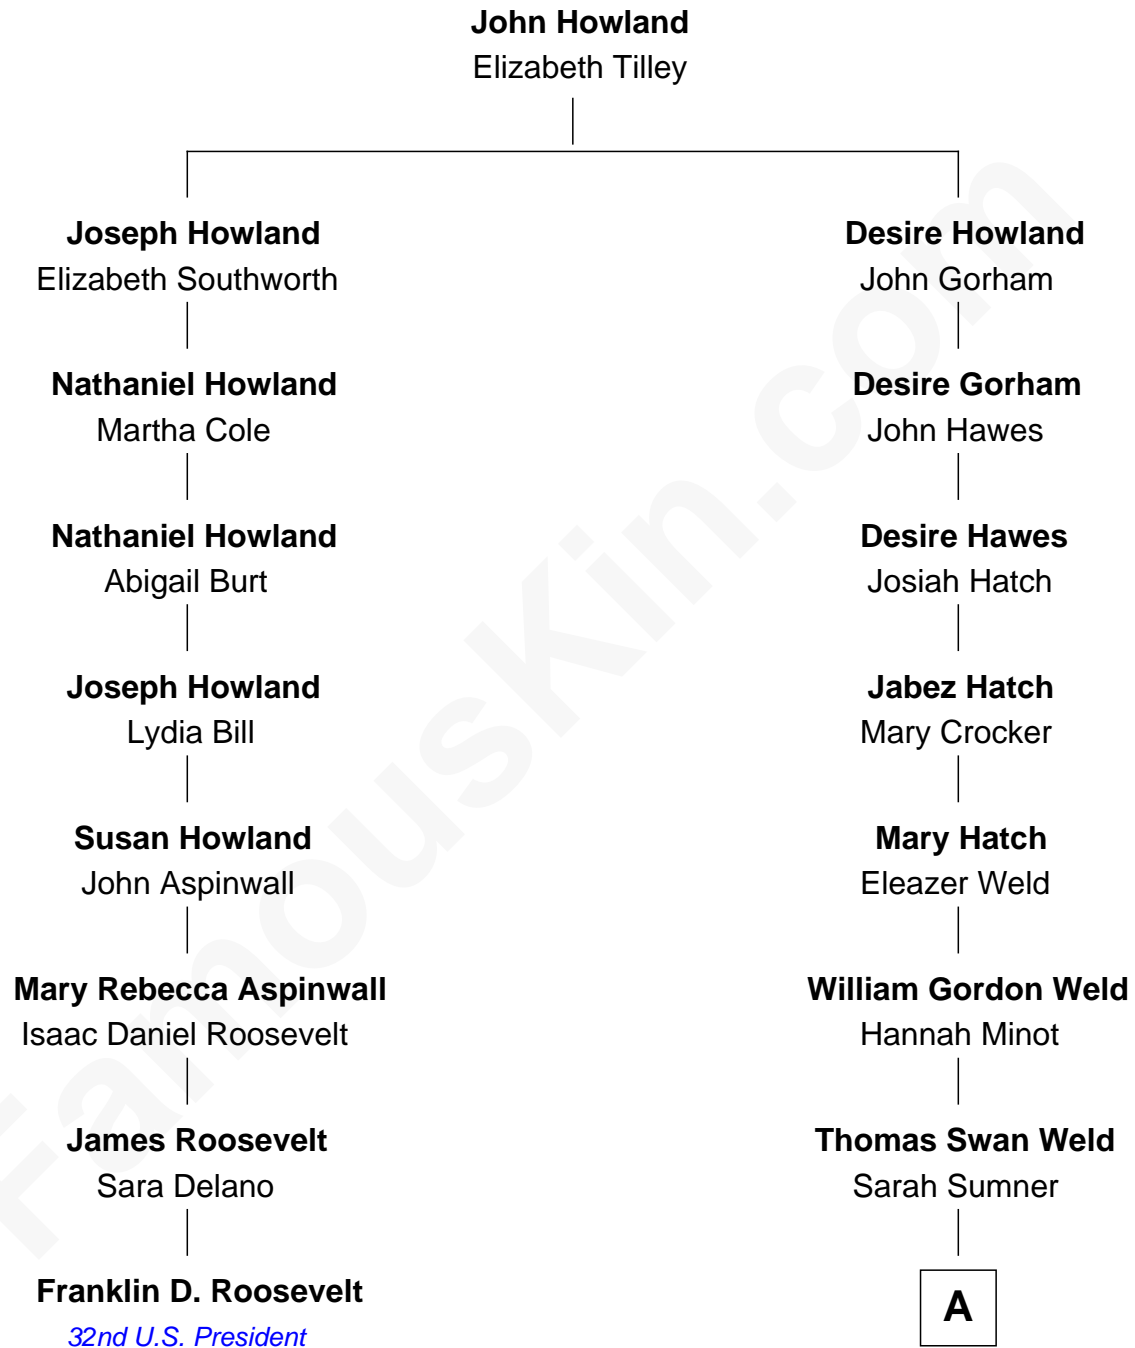 John Howland
Elizabeth Tilley
Joseph Howland
Elizabeth Southworth
Desire Howland
John Gorham
Nathaniel Howland
Martha Cole
Desire Gorham
John Hawes
Nathaniel Howland
Abigail Burt
Desire Hawes
Josiah Hatch
Joseph Howland
Lydia Bill
Jabez Hatch
Mary Crocker
Susan Howland
John Aspinwall
Mary Hatch
Eleazer Weld
Mary Rebecca Aspinwall
Isaac Daniel Roosevelt
William Gordon Weld
Hannah Minot
James Roosevelt
Sara Delano
Thomas Swan Weld
Sarah Sumner
Franklin D. Roosevelt
32nd U.S. President
A
FamousKin.com